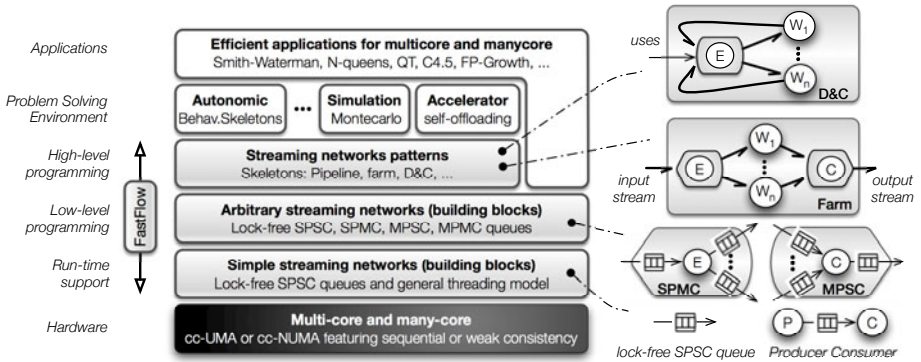 Applications
Efficient applications for multicore and manycore
Smith-Waterman, N-queens, QT, C4.5, FP-Growth, ...
Problem Solving
Environment
Autonomic
Behav.Skeletons
•••
Simulation
Montecarlo
Accelerator
self-offloading
High-level
programming
Streaming networks patterns
Skeletons: Pipeline, farm, D&C, ...
FastFlow
Low-level
programming
Arbitrary streaming networks (building blocks)
Lock-free SPSC, SPMC, MPSC, MPMC queues
Run-time
support
Simple streaming networks (building blocks)
Lock-free SPSC queues and general threading model
Hardware
Multi-core and many-core
cc-UMA or cc-NUMA featuring sequential or weak consistency
uses
E
W1
Wn
D&C
input
stream
E
W1
Wn
C
Farm
output
stream
E
SPMC
C
MPSC
lock-free SPSC queue
P
C
Producer Consumer